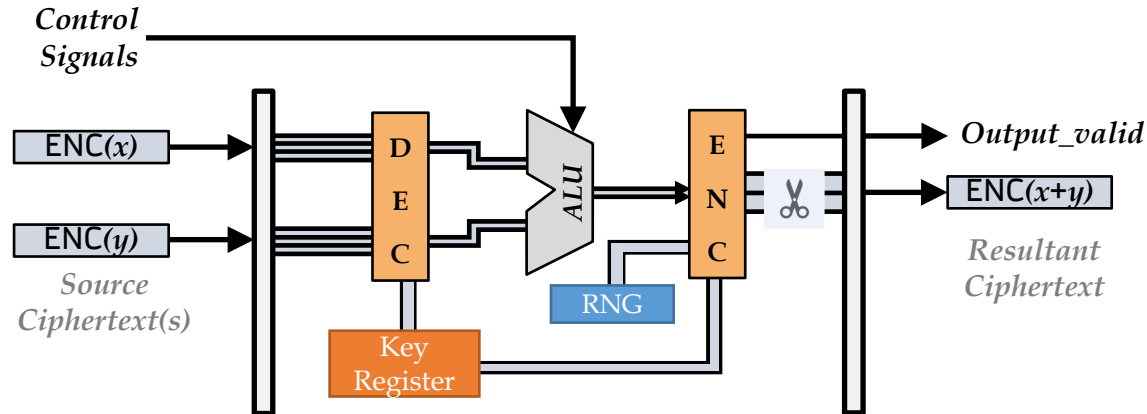 Control
Signals
ENC(x)
ENC(y)
Source
Ciphertext(s)
D
E
C
Key
Register
ALU
RNG
E
N
C
Output_valid
ENC(x+y)
Resultant
Ciphertext